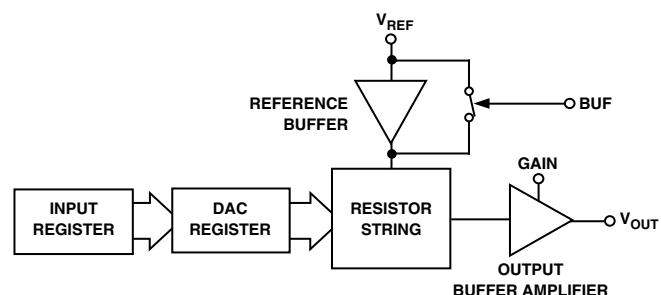 VREF
REFERENCE
BUFFER
BUF
GAIN
INPUT
REGISTER
DAC
REGISTER
RESISTOR
STRING
VOUT
OUTPUT
BUFFER AMPLIFIER